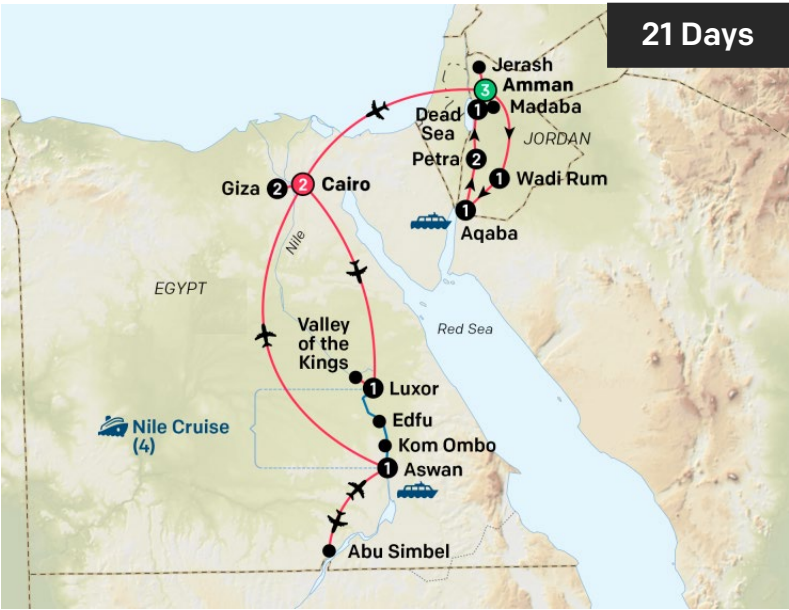 21 Days
Jerash
3
Amman
1
Madaba
Dead
Sea
JORDAN
Petra
2
1
Wadi Rum
Giza
2
2
Cairo
1
Aqaba
Nile
EGYPT
Red Sea
Valley
of the
Kings
1
Luxor
Edfu
Nile Cruise
(4)
Kom Ombo
1
Aswan
Abu Simbel